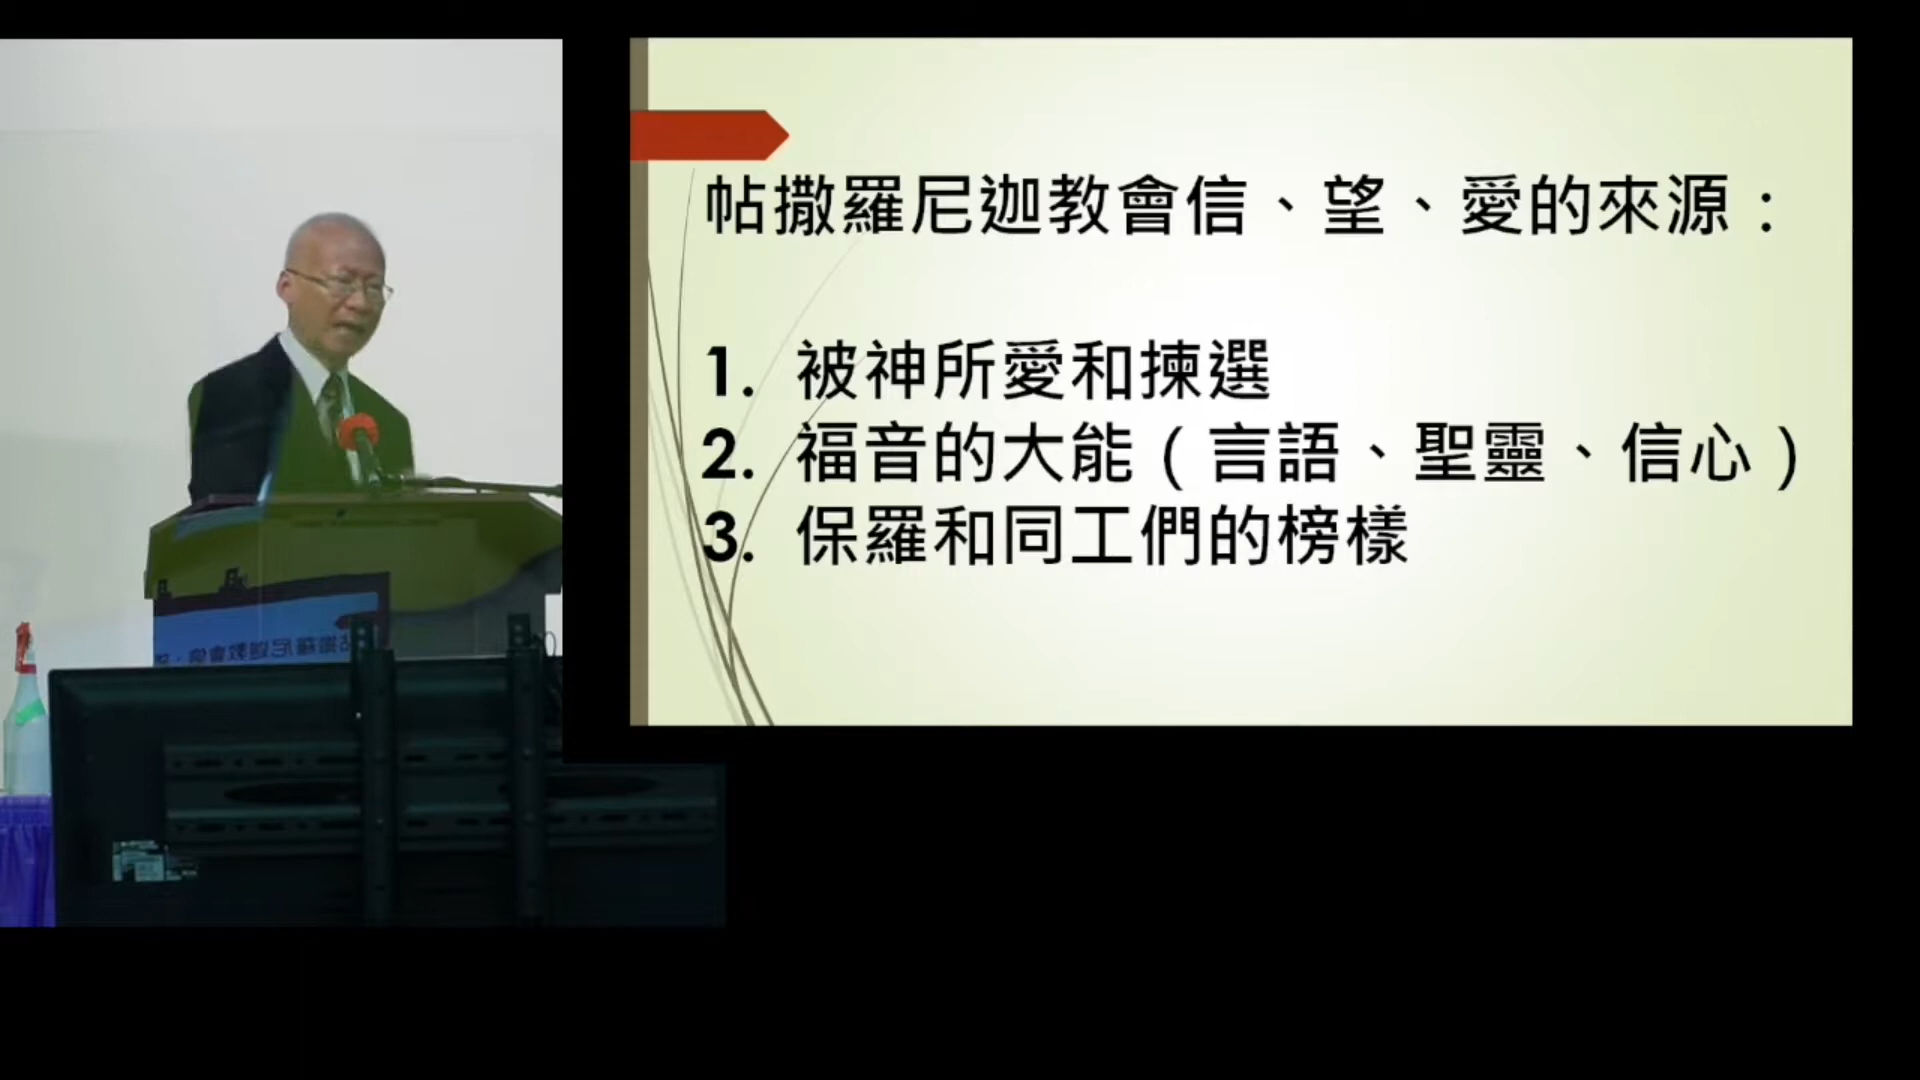 帖撒羅尼迦教會信、望、愛的來源：
1. 被神所愛和揀選
2. 福音的大能（言語、聖靈、信心）
3. 保羅和同工們的榜樣